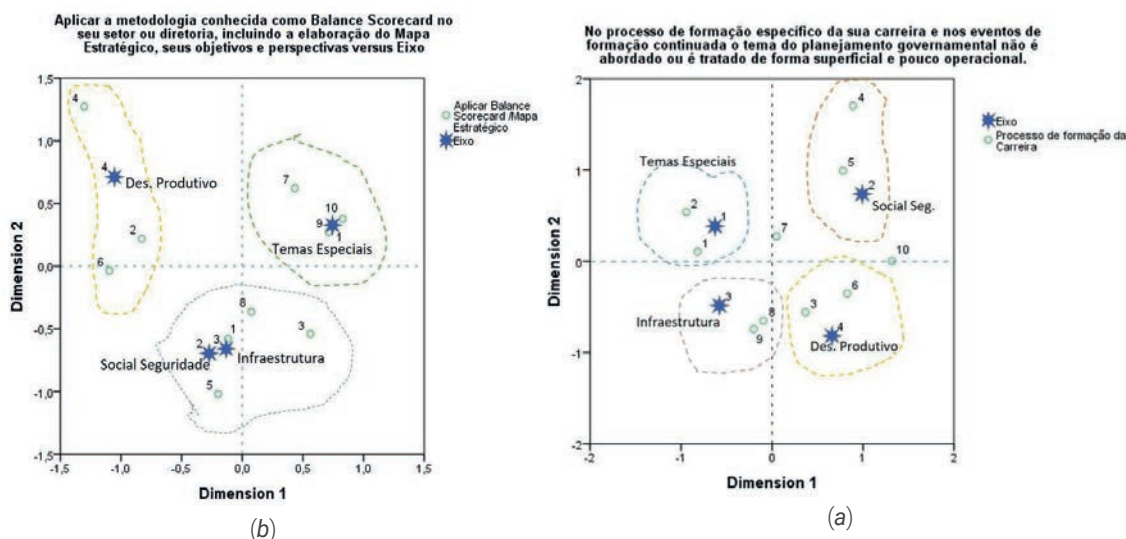 Aplicar a metodologia conhecida como Balance Scorecard no
seu setor ou diretoria, incluindo a elaboração do Mapa
Estratégico, seus objetivos e perspectivas versus Eixo
1,5
1,0
0,5
0,0
-0,5
-1,0
-1,5
-1,5
-1,0
-0,5
0,0
0,5
1,0
1,5
4
4
Des. Produtivo
2
6
7
10
9
1
Temas Especiais
8
1
3
3
2
Social Seguridade
Infraestrutura
5
Aplicar Balance
Scorecard /Mapa
Estratégico
Eixo
Dimension 2
Dimension 1
(b)
No processo de formação específico da sua carreira e nos eventos
de formação continuada o tema do planejamento governamental não é
abordado ou é tratado de forma superficial e pouco operacional.
2
1
0
-1
-2
-2
-1
0
1
2
Temas Especiais
2
1
1
7
4
5
2
Social Seg.
10
3
Infraestrutura
8
9
6
3
4
Des. Produtivo
Eixo
Processo de formação da
Carreira
Dimension 2
Dimension 1
(a)